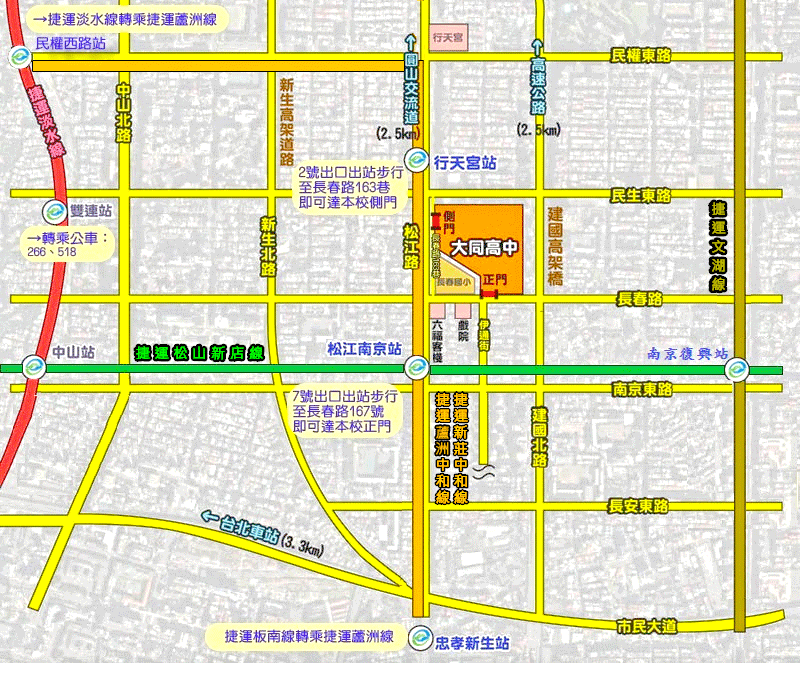 →捷運淡水線轉乘捷運蘆洲線
民權西路站
行天宮
↑圓山交流道
(2.5km)
↑高速公路
(2.5km)
民權東路
捷運淡水線
中山北路
新生高架道路
行天宮站
2號出口出站步行
至長春路163巷
即可達本校側門
民生東路
雙連站
→轉乘公車：
266、518
新生北路
松江路
側門
長春路163巷
大同高中
長春國小
正門
建國高架橋
捷運文湖線
長春路
六福客棧
戲院
伊通街
中山站
捷運松山新店線
松江南京站
南京復興站
南京東路
7號出口出站步行
至長春路167號
即可達本校正門
捷運蘆洲中和線
捷運新莊中和線
建國北路
長安東路
←台北車站(3.3km)
市民大道
捷運板南線轉乘捷運蘆洲線
忠孝新生站